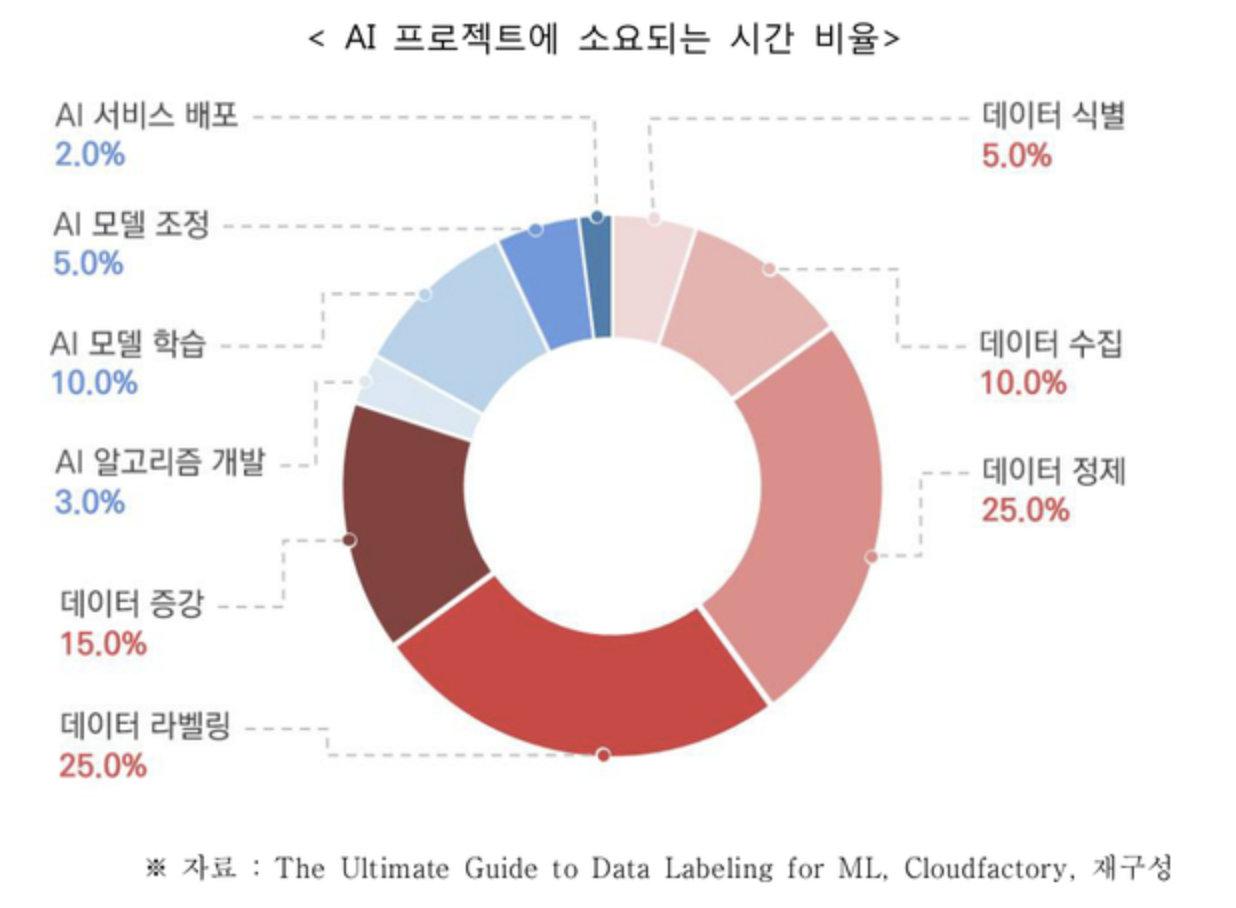 < AI 프로젝트에 소요되는 시간 비율>
AI 서비스 배포
2.0%
AI 모델 조정
5.0%
AI 모델 학습
10.0%
AI 알고리즘 개발
3.0%
데이터 증강
15.0%
데이터 라벨링
25.0%
데이터 식별
5.0%
데이터 수집
10.0%
데이터 정제
25.0%
※ 자료 : The Ultimate Guide to Data Labeling for ML, Cloudfactory, 재구성